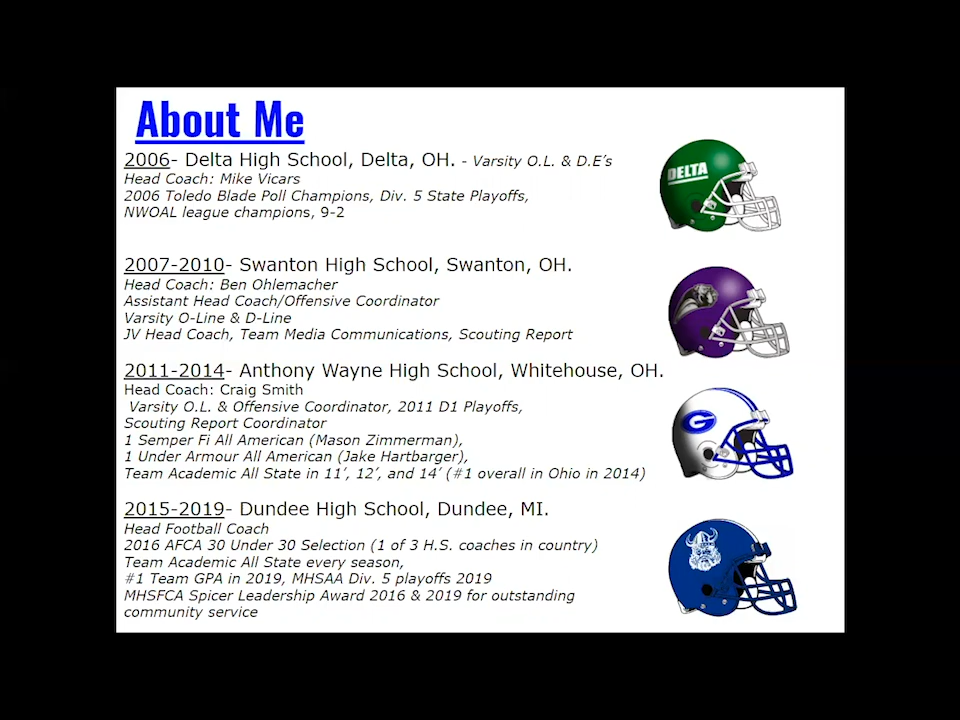 About Me
2006- Delta High School, Delta, OH. - Varsity O.L. & D.E’s
Head Coach: Mike Vicars
2006 Toledo Blade Poll Champions, Div. 5 State Playoffs,
NWOAL league champions, 9-2
DELTA
2007-2010- Swanton High School, Swanton, OH.
Head Coach: Ben Ohlemacher
Assistant Head Coach/Offensive Coordinator
Varsity O-Line & D-Line
JV Head Coach, Team Media Communications, Scouting Report
2011-2014- Anthony Wayne High School, Whitehouse, OH.
Head Coach: Craig Smith
Varsity O.L. & Offensive Coordinator, 2011 D1 Playoffs,
Scouting Report Coordinator
1 Semper Fi All American (Mason Zimmerman),
1 Under Armour All American (Jake Hartbarger),
Team Academic All State in 11’, 12’, and 14’ (#1 overall in Ohio in 2014)
G
2015-2019- Dundee High School, Dundee, MI.
Head Football Coach
2016 AFCA 30 Under 30 Selection (1 of 3 H.S. coaches in country)
Team Academic All State every season,
#1 Team GPA in 2019, MHSAA Div. 5 playoffs 2019
MHSFCA Spicer Leadership Award 2016 & 2019 for outstanding
community service